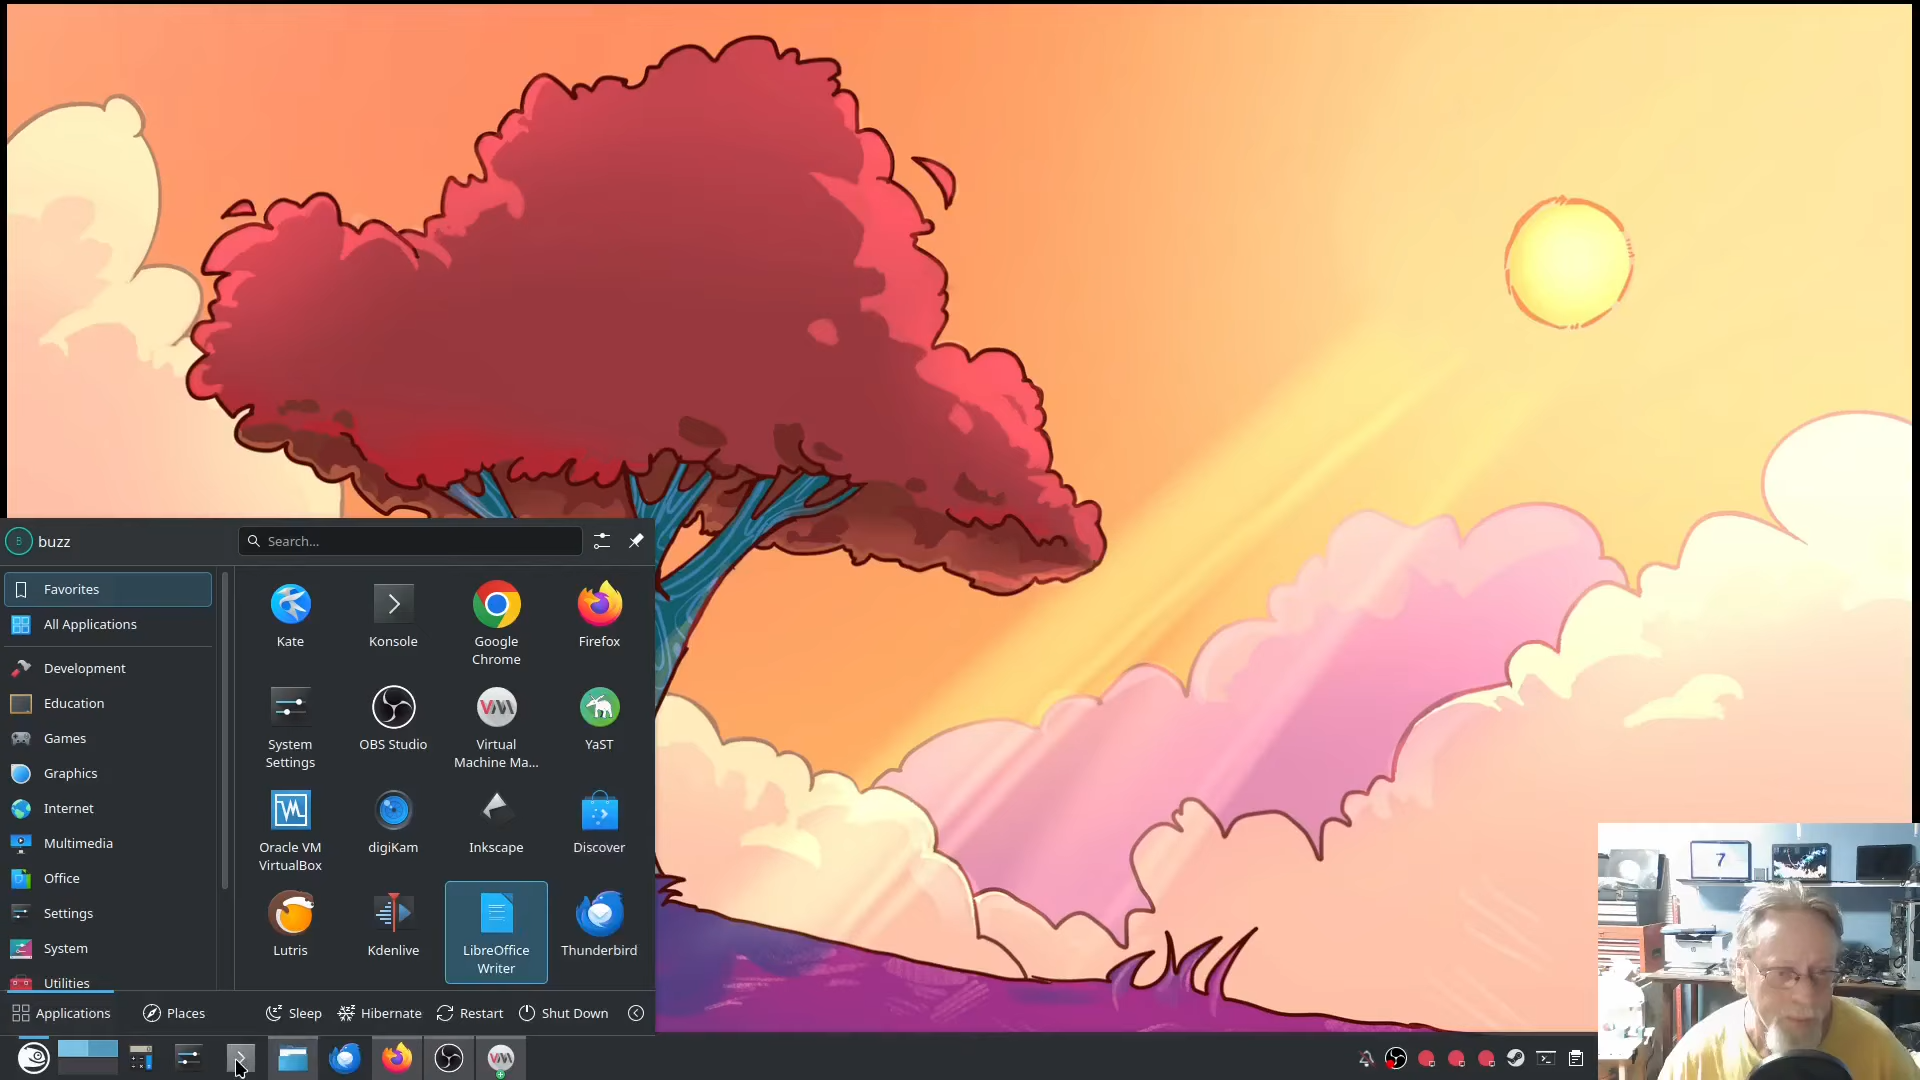 buzz
Search...
Favorites
All Applications
Development
Education
Games
Graphics
Internet
Multimedia
Office
Settings
System
Utilities
Kate
Konsole
Google
Chrome
Firefox
System
Settings
OBS Studio
Virtual
Machine Ma...
YaST
Oracle VM
VirtualBox
digiKam
Inkscape
Discover
Lutris
Kdenlive
LibreOffice
Writer
Thunderbird
Applications
Places
Sleep
Hibernate
Restart
Shut Down
7